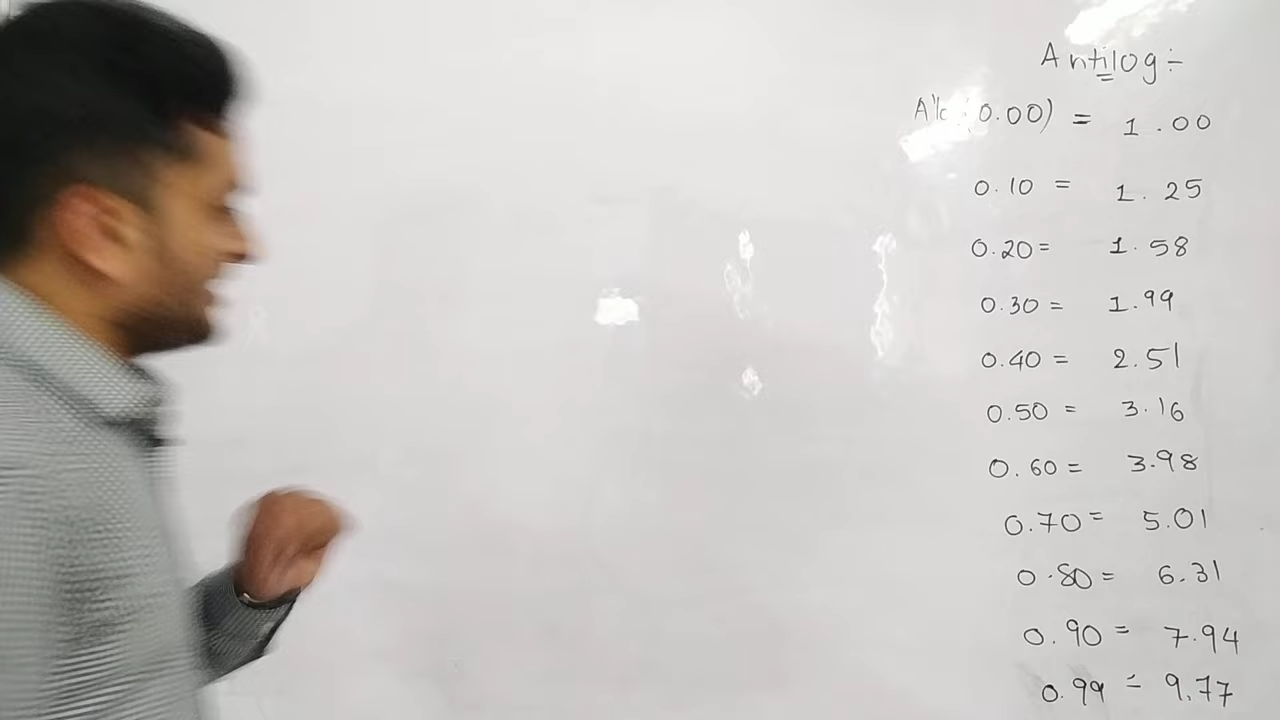 Antilog ÷
A'lc (0.00) = 1.00
0.10 = 1.25
0.20 = 1.58
0.30 = 1.99
0.40 = 2.51
0.50 = 3.16
0.60 = 3.98
0.70 = 5.01
0.80 = 6.31
0.90 = 7.94
0.99 = 9.77